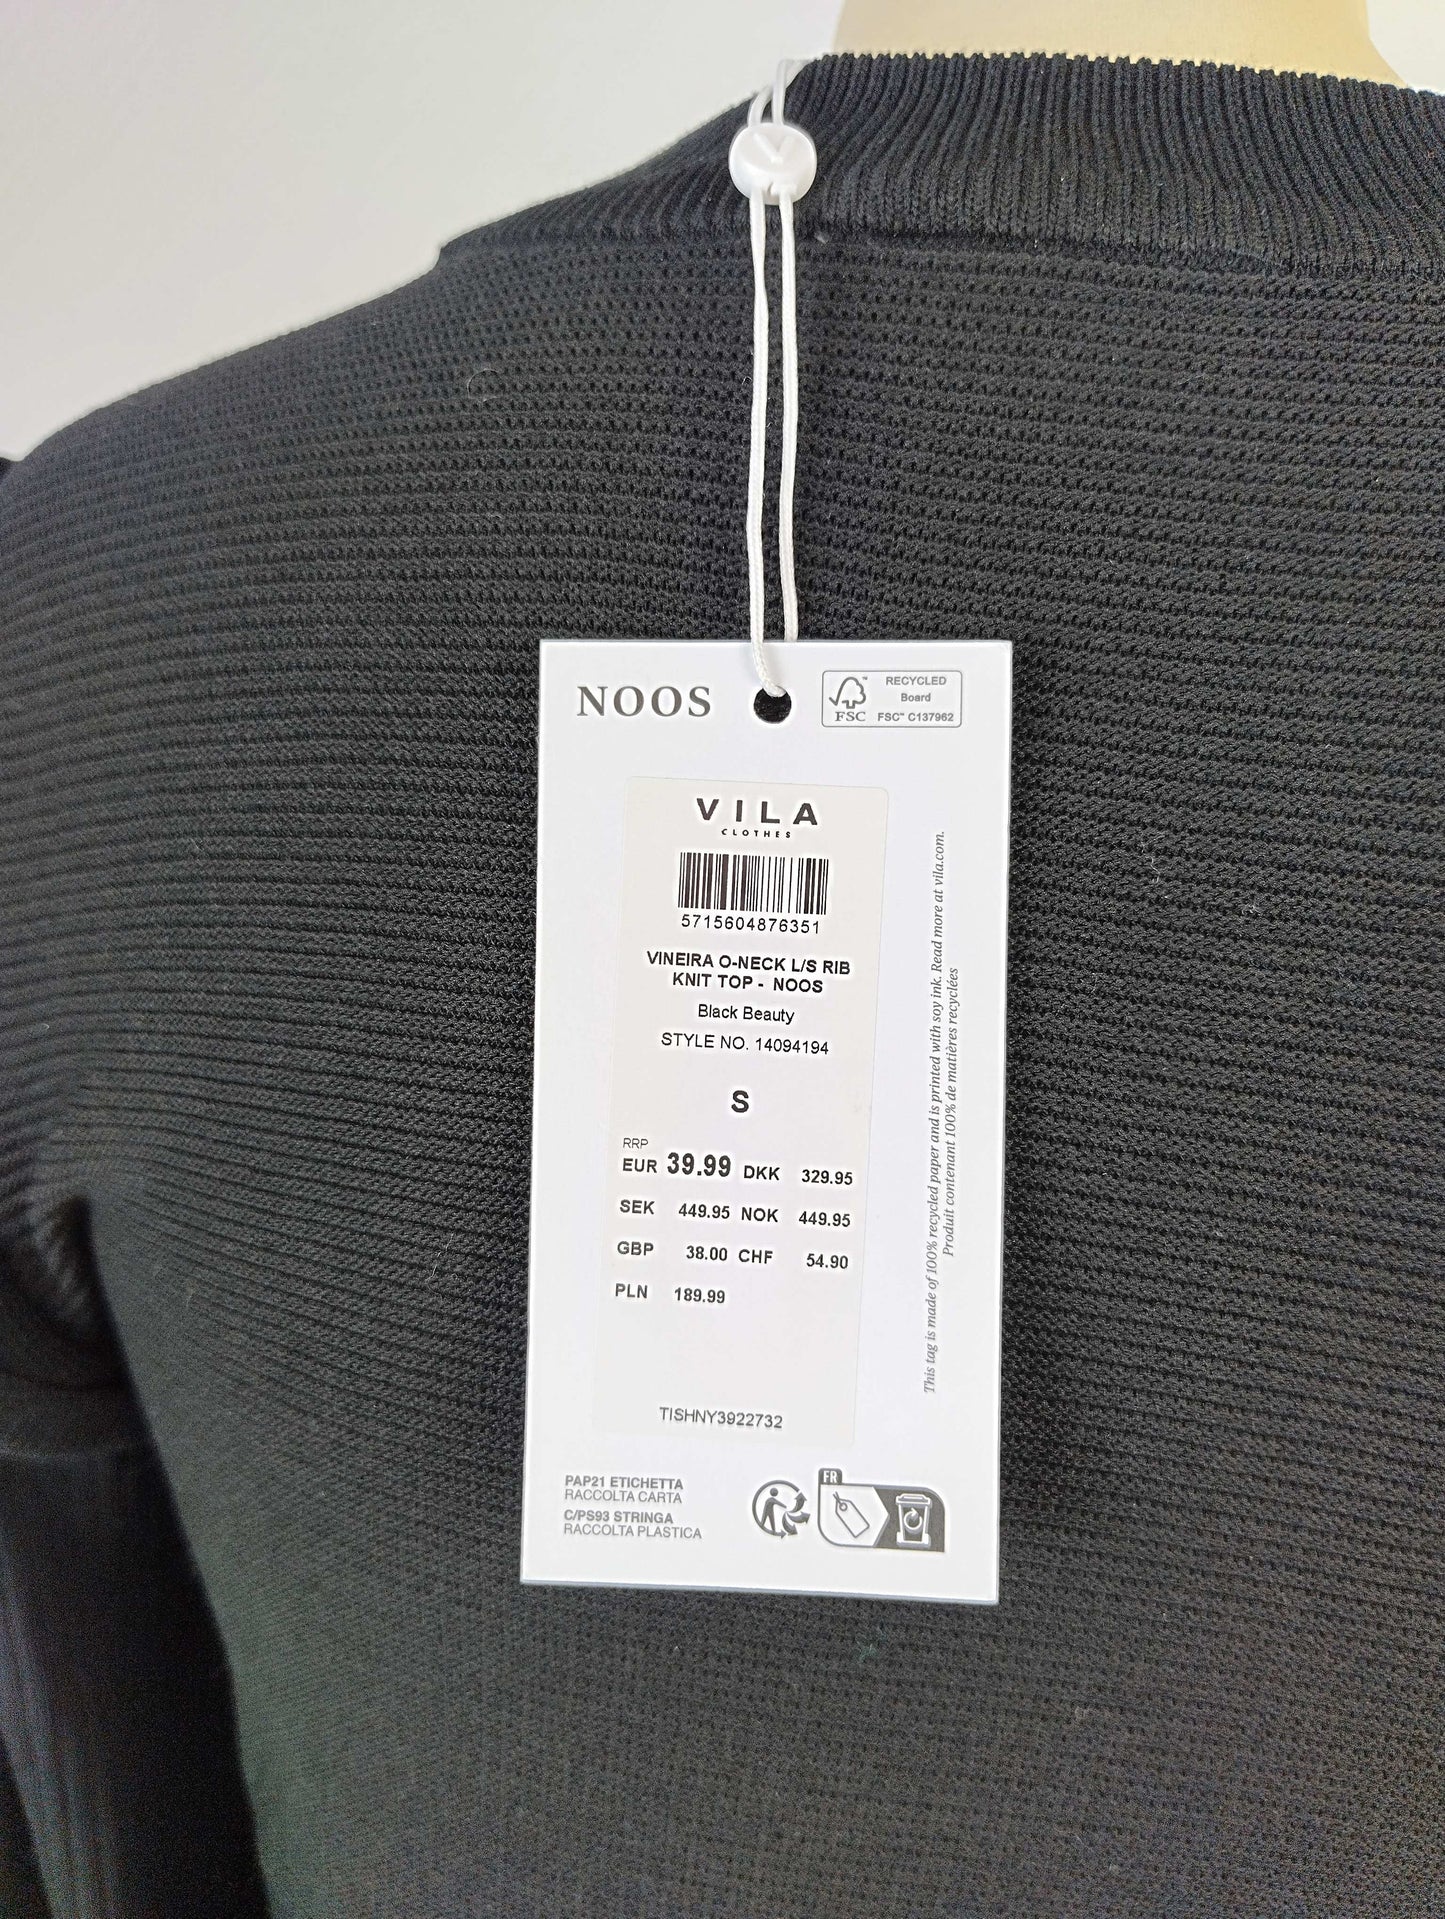 NOOS
FSC
RECYCLED
Board
FSC™ C137962
VILA
CLOTHES
5715604876351
VINEIRA O-NECK L/S RIB
KNIT TOP - NOOS
Black Beauty
STYLE NO. 14094194
S
RRP
EUR 39.99 DKK 329.95
SEK 449.95 NOK 449.95
GBP 38.00 CHF 54.90
PLN 189.99
TISHNY3922732
This tag is made of 100% recycled paper and is printed with soy ink. Read more at vila.com.
Produit contenant 100% de matières recyclées
PAP21 ETICHETTA
RACCOLTA CARTA
C/PS93 STRINGA
RACCOLTA PLASTICA
FR